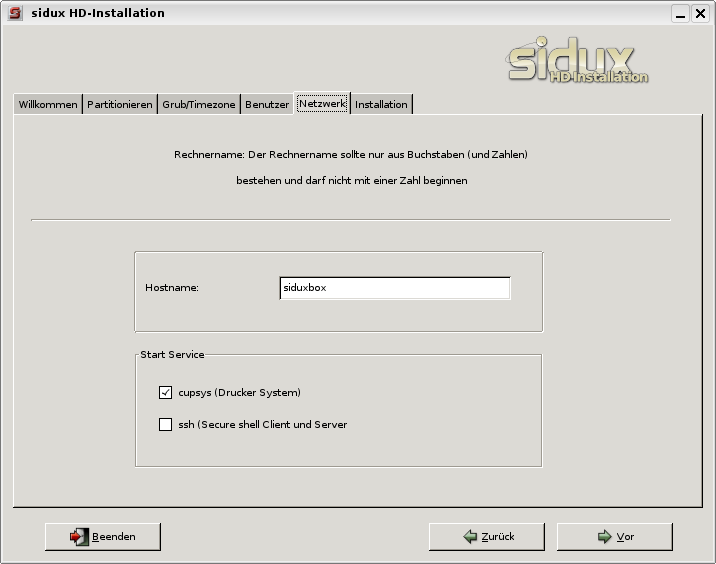 sidux HD-Installation
sidux
HD-Installation
Willkommen Partitionieren Grub/Timezone Benutzer Netzwerk Installation
Rechnername: Der Rechnername sollte nur aus Buchstaben (und Zahlen)
bestehen und darf nicht mit einer Zahl beginnen
Hostname: siduxbox
Start Service
cupsys (Drucker System)
ssh (Secure shell Client und Server
Beenden Zurück Vor